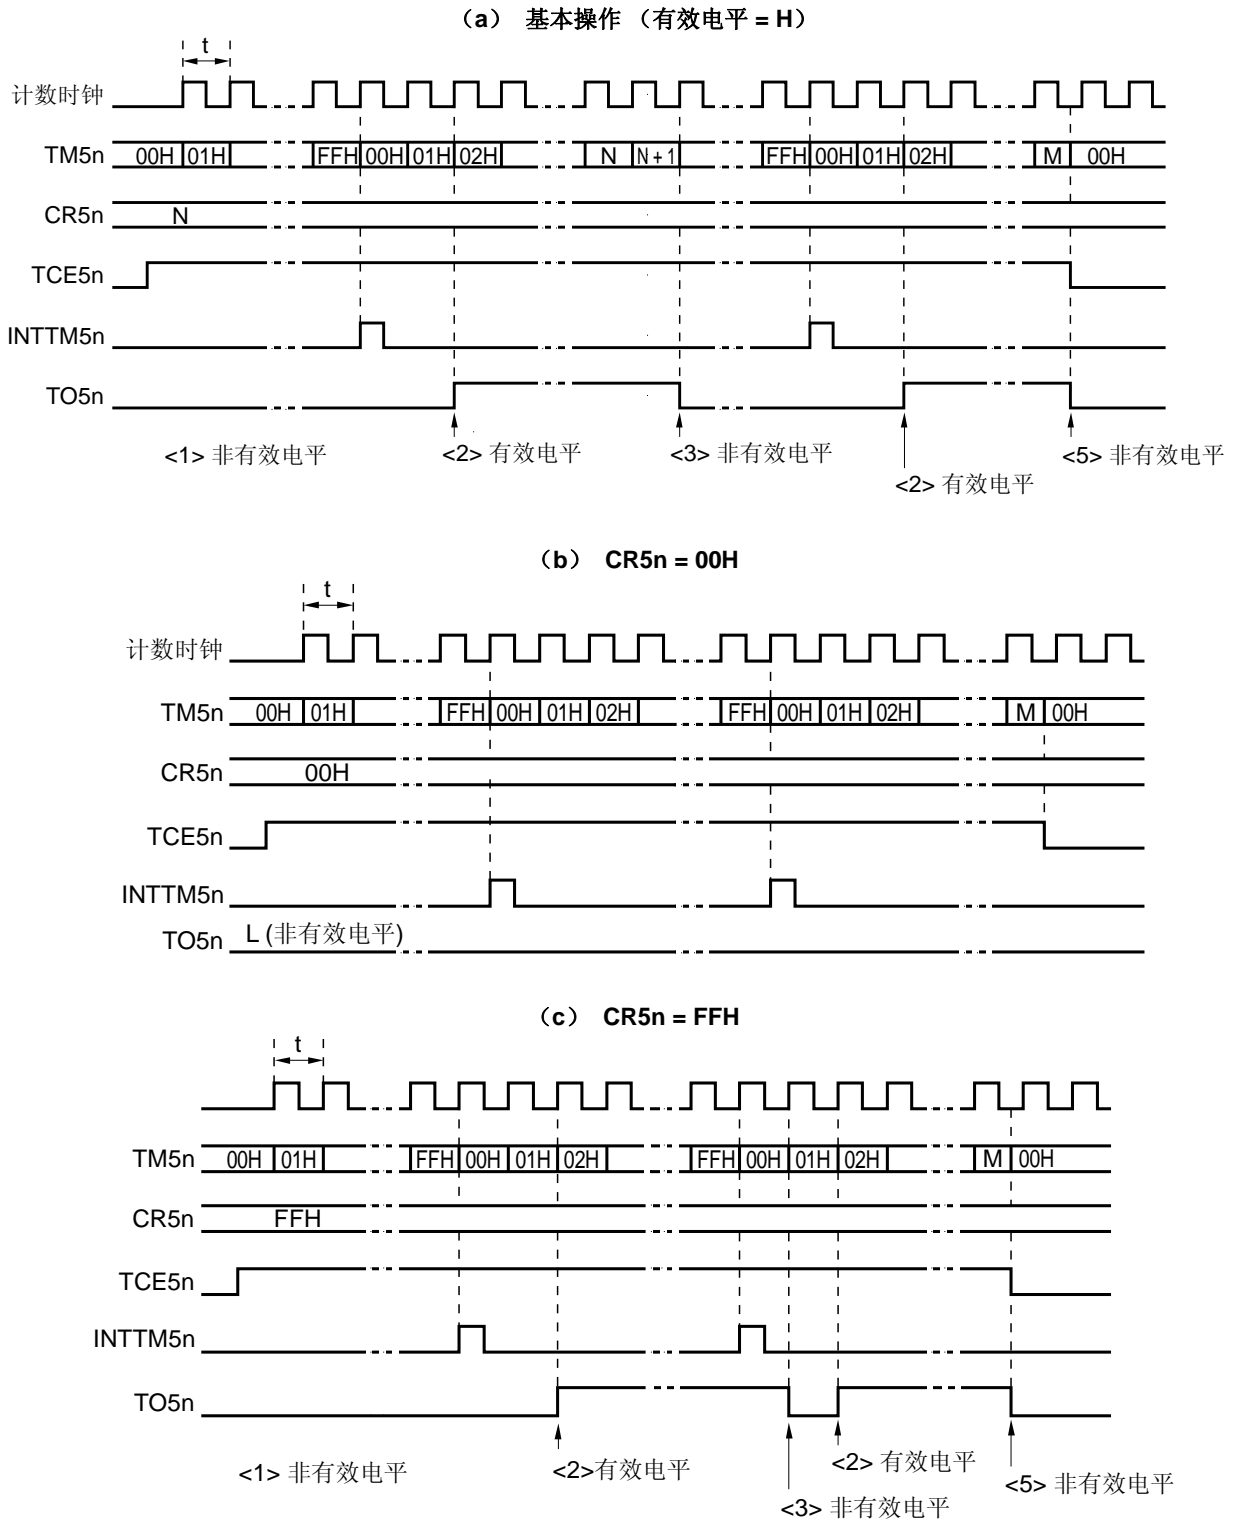 （a） 基本操作 （有效电平 = H）
t
计数时钟
TM5n 00H 01H FFH 00H 01H 02H N N + 1 FFH 00H 01H 02H M 00H
CR5n N
TCE5n
INTTM5n
TO5n
<1> 非有效电平 <2> 有效电平 <3> 非有效电平 <5> 非有效电平
<2> 有效电平
（b） CR5n = 00H
t
计数时钟
TM5n 00H 01H FFH 00H 01H 02H FFH 00H 01H 02H M 00H
CR5n 00H
TCE5n
INTTM5n
TO5n L (非有效电平)
（c） CR5n = FFH
t
TM5n 00H 01H FFH 00H 01H 02H FFH 00H 01H 02H M 00H
CR5n FFH
TCE5n
INTTM5n
TO5n
<1> 非有效电平 <2>有效电平 <2> 有效电平
<3> 非有效电平 <5> 非有效电平